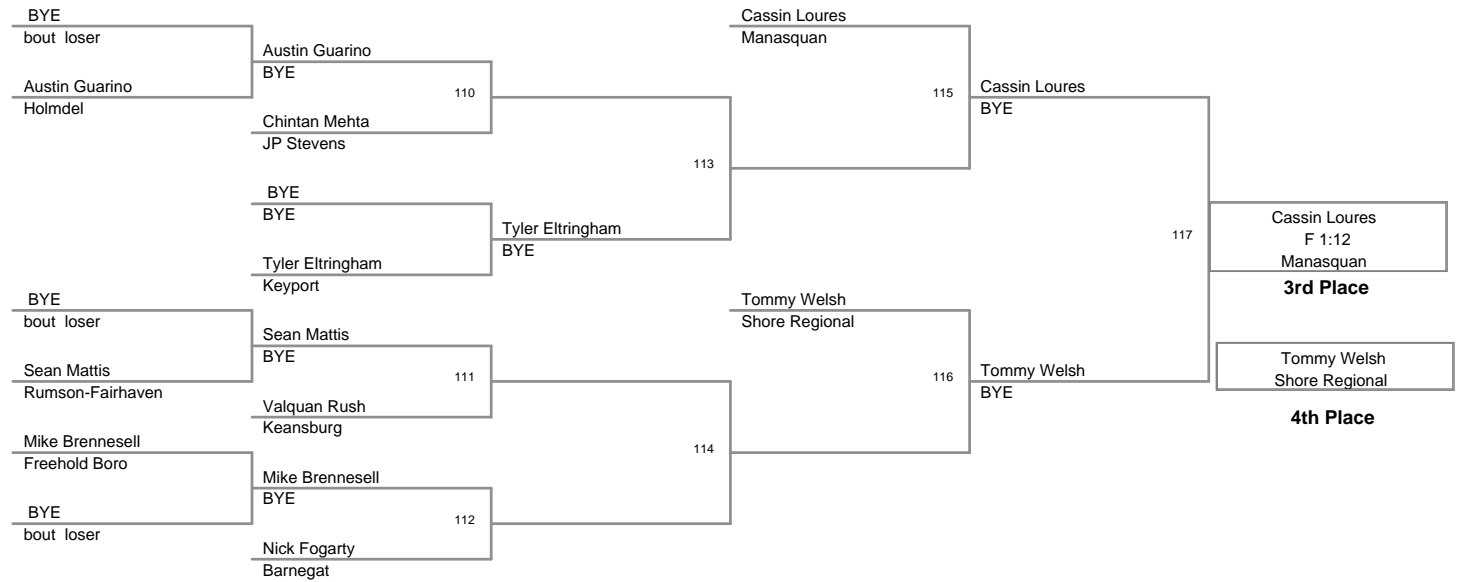 BYE
bout loser
Austin Guarino
Holmdel
BYE
bout loser
Sean Mattis
Rumson-Fairhaven
Mike Brennesell
Freehold Boro
BYE
bout loser
Austin Guarino
BYE
Chintan Mehta
JP Stevens
BYE
BYE
Tyler Eltringham
Keyport
Sean Mattis
BYE
Valquan Rush
Keansburg
Mike Brennesell
BYE
Nick Fogarty
Barnegat
110
Tyler Eltringham
BYE
111
112
113
114
Cassin Loures
Manasquan
Tommy Welsh
Shore Regional
115
116
Cassin Loures
BYE
Tommy Welsh
BYE
117
Cassin Loures
F 1:12
Manasquan
3rd Place
Tommy Welsh
Shore Regional
4th Place